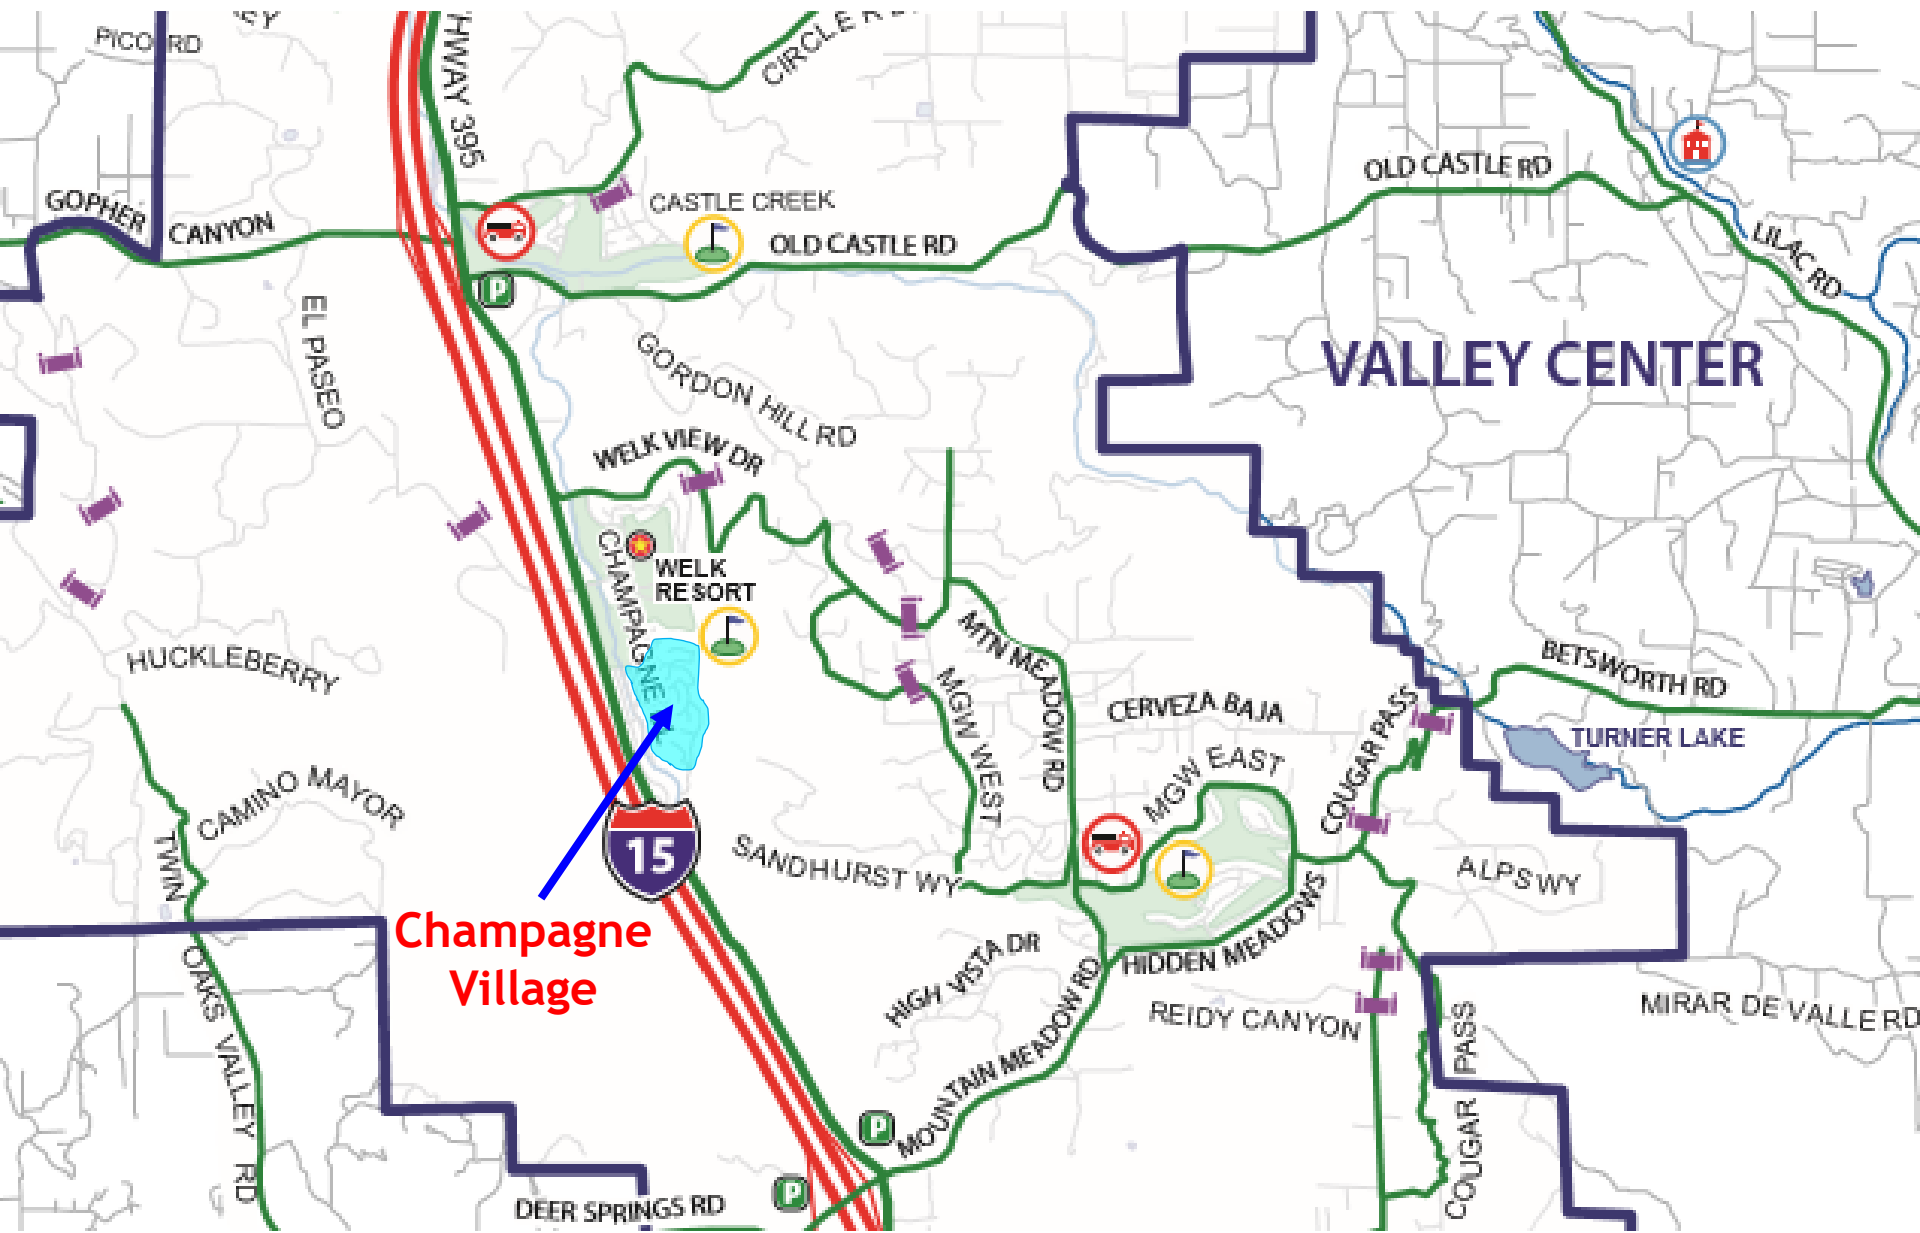 PICO RD
HWAY 395
CIRCLE R
OLD CASTLE RD
GOPHER
CANYON
CASTLE CREEK
OLD CASTLE RD
LILAC RD
P
EL PASEO
GORDON HILL RD
VALLEY CENTER
WELK VIEW DR
CHAMPAGNE
WELK
RESORT
HUCKLEBERRY
MTN MEADOW RD
BETSWORTH RD
MGW WEST
CERVEZA BAJA
COUGAR PASS
TURNER LAKE
MGW EAST
CAMINO MAYOR
TWIN
OAKS VALLEY RD
15
SANDHURST WY
ALPS WY
Champagne
Village
HIGH VISTA DR
HIDDEN MEADOWS
REIDY CANYON
MIRAR DE VALLE RD
MOUNTAIN MEADOW RD
COUGAR PASS
P
P
DEER SPRINGS RD